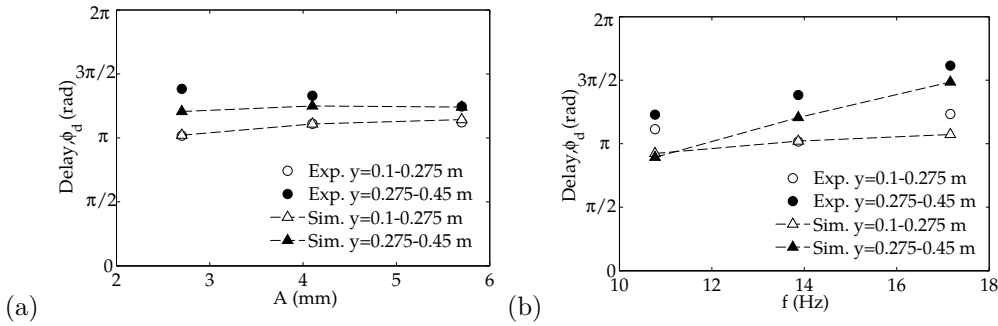 2π
3π/2
π
π/2
0
Delay,ϕd (rad)
Exp. y=0.1-0.275 m
Exp. y=0.275-0.45 m
Sim. y=0.1-0.275 m
Sim. y=0.275-0.45 m
2 3 4 5 6
A (mm)
(a)
2π
3π/2
π
π/2
0
Delay,ϕd (rad)
Exp. y=0.1-0.275 m
Exp. y=0.275-0.45 m
Sim. y=0.1-0.275 m
Sim. y=0.275-0.45 m
10 12 14 16 18
f (Hz)
(b)